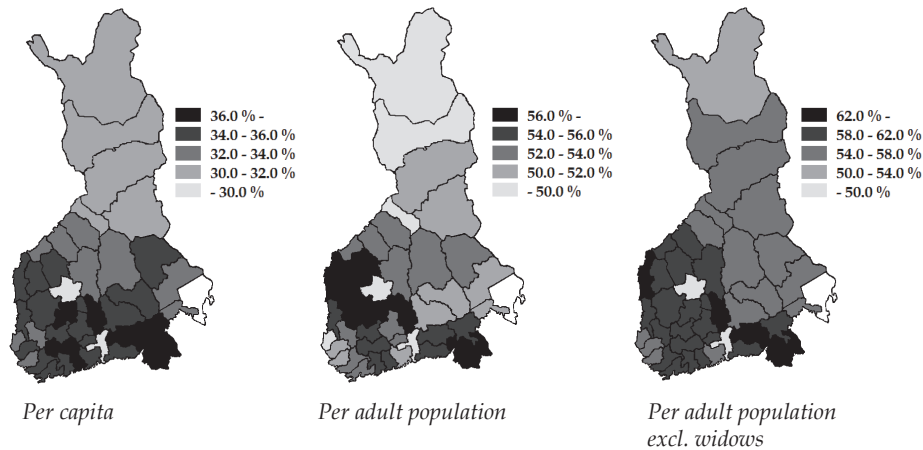 36.0 % -
34.0 - 36.0 %
32.0 - 34.0 %
30.0 - 32.0 %
- 30.0 %
Per capita
56.0 % -
54.0 - 56.0 %
52.0 - 54.0 %
50.0 - 52.0 %
- 50.0 %
Per adult population
62.0 % -
58.0 - 62.0 %
54.0 - 58.0 %
50.0 - 54.0 %
- 50.0 %
Per adult population
excl. widows